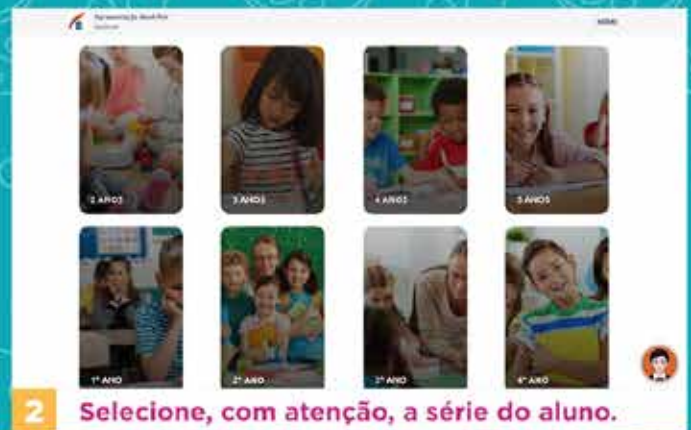 MENU
2 ANOS
3 ANOS
4 ANOS
5 ANOS
1º ANO
2º ANO
3º ANO
4º ANO
2 Selecione, com atenção, a série do aluno.